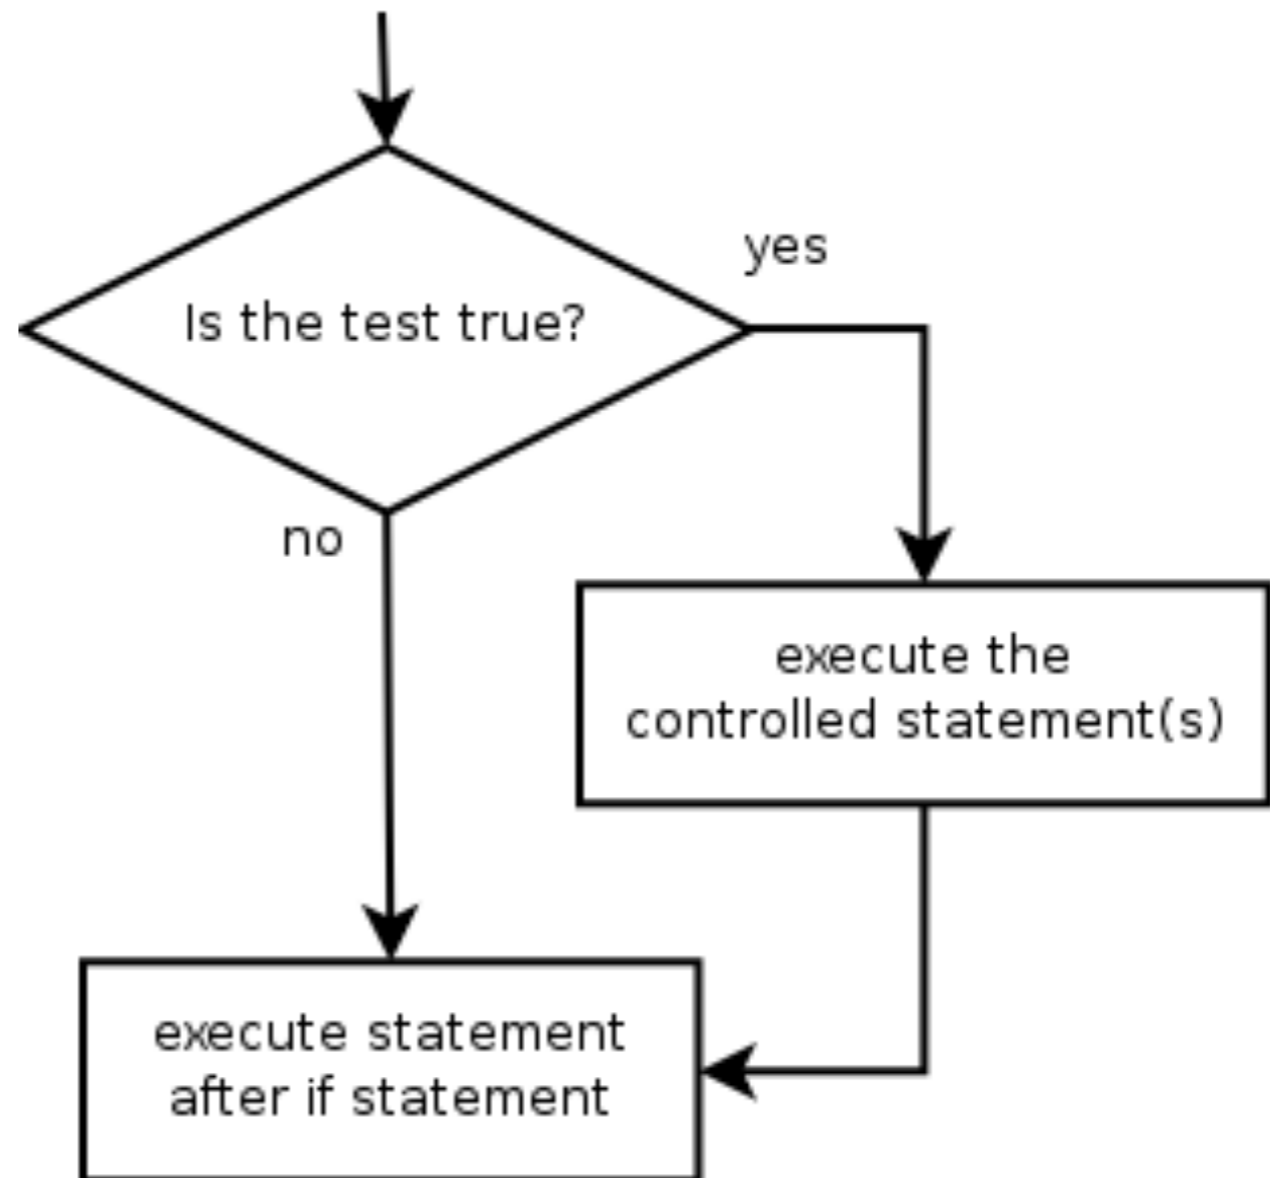 yes
Is the test true?
no
execute the
controlled statement(s)
execute statement
after if statement